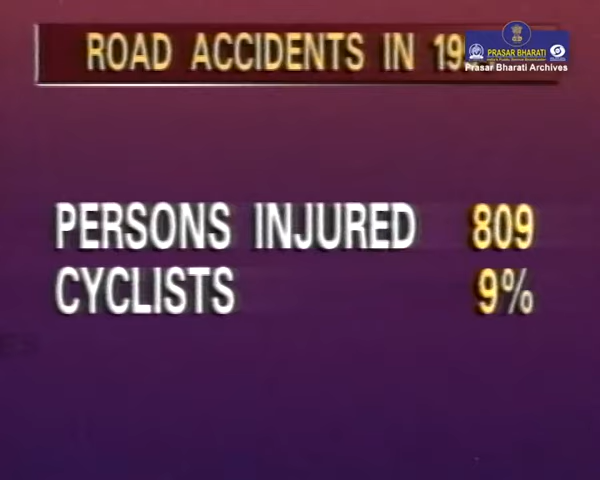 ROAD ACCIDENTS IN 19
PRASAR BHARATI
Prasar Bharati Archives
PERSONS INJURED 809
CYCLISTS 9%